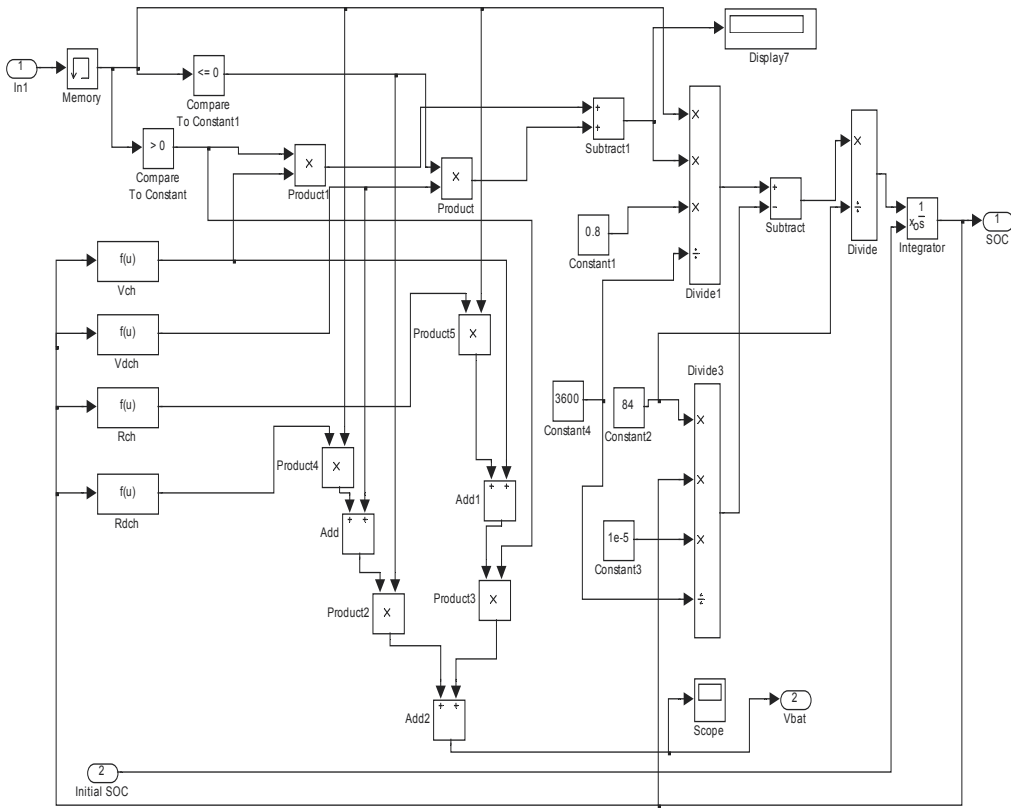 1
In1
Memory
<= 0
Compare
To Constant1
> 0
Compare
To Constant
X
Product1
X
Product
+
+
Subtract1
Display7
X
X
X
÷
Divide1
0.8
Constant1
+
−
Subtract
X
÷
Divide
1
s
x₀
Integrator
1
SOC
f(u)
Vch
f(u)
Vdch
f(u)
Rch
f(u)
Rdch
Product5
X
Product4
X
Add1
+ +
Add
+ +
3600
Constant4
84
Constant2
1e-5
Constant3
Divide3
X
X
X
÷
Product2
X
Product3
X
Add2
+ +
Scope
2
Vbat
2
Initial SOC